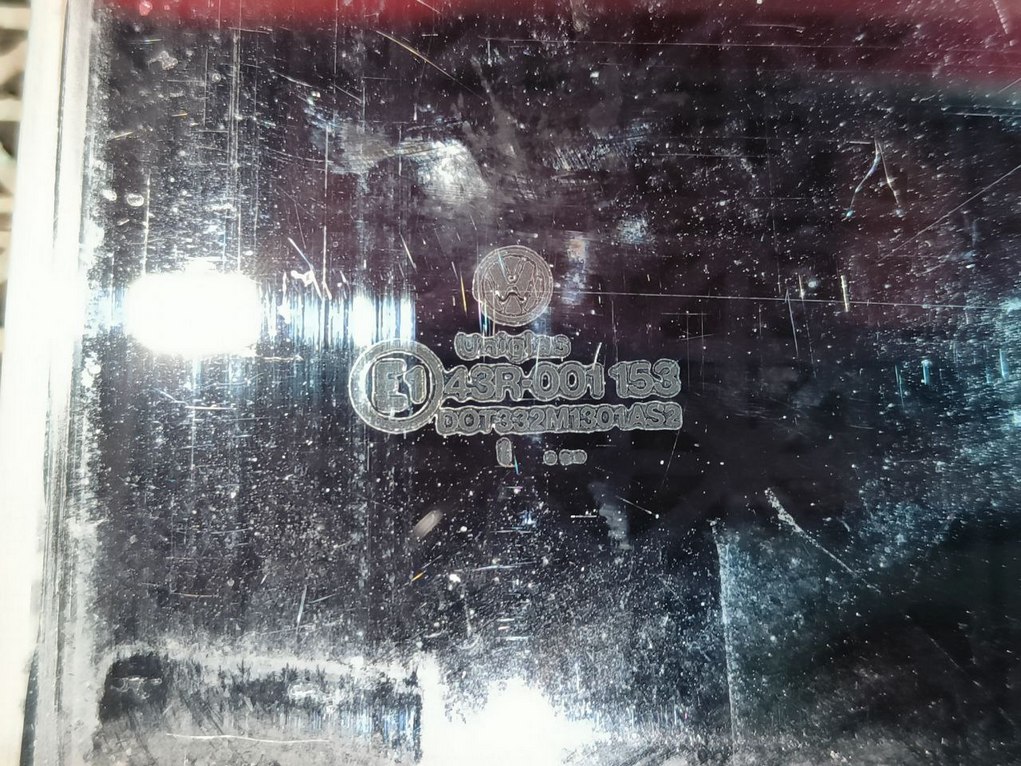 Uniglas
E1 43R-001153
DOT332M1301AS2